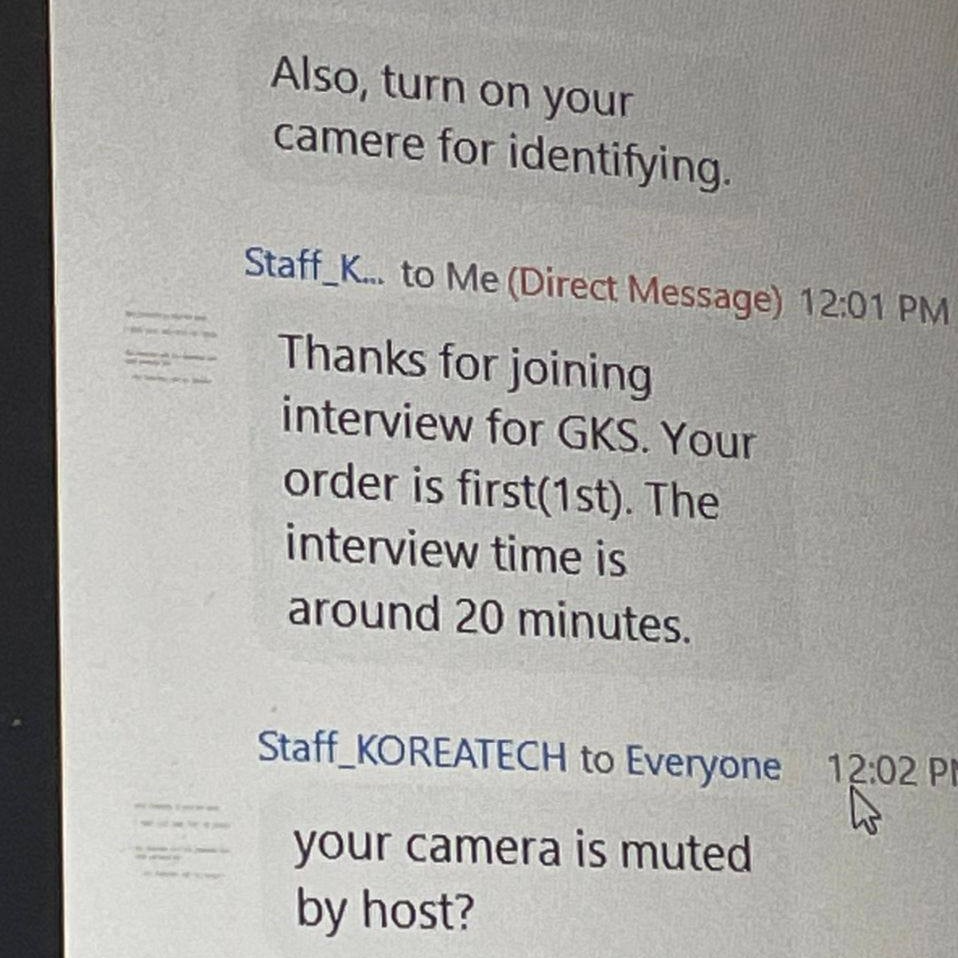 Also, turn on your
camere for identifying.
Staff_K... to Me (Direct Message) 12:01 PM
Thanks for joining
interview for GKS. Your
order is first(1st). The
interview time is
around 20 minutes.
Staff_KOREATECH to Everyone 12:02 PM
your camera is muted
by host?